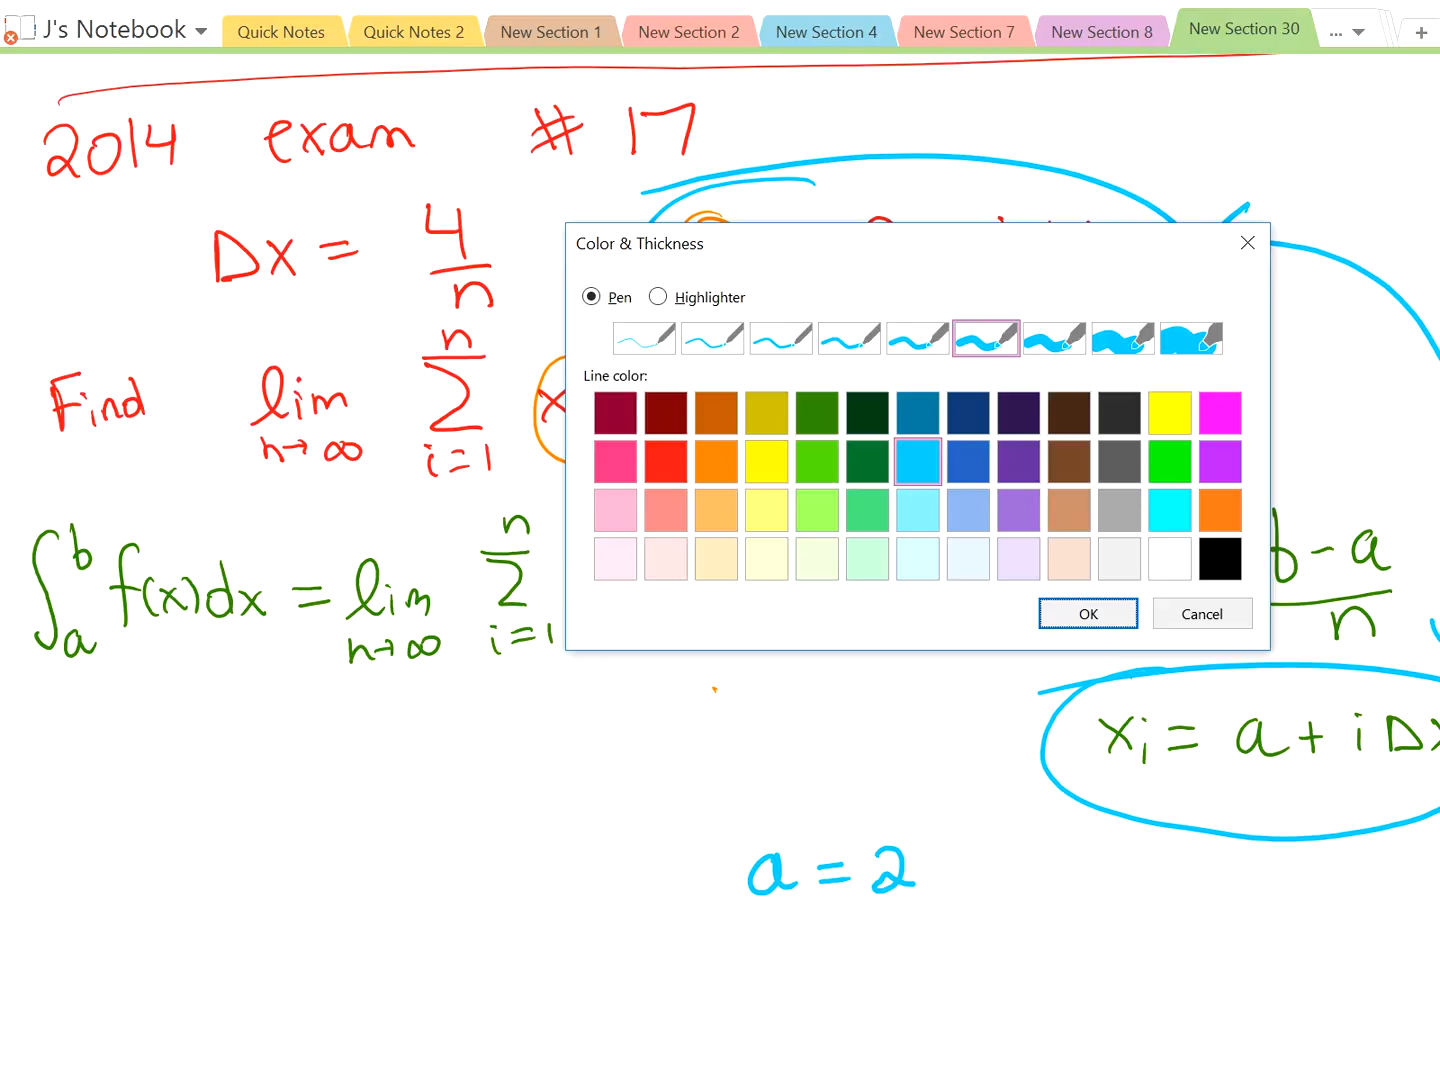 J's Notebook Quick Notes Quick Notes 2 New Section 1 New Section 2 New Section 4 New Section 7 New Section 8 New Section 30 ... +
2014 exam # 17
Δx = 4/n
Find lim n→∞ n Σ i=1 x
∫ b a f(x)dx = lim n→∞ n Σ i=1
b-a/n
Color & Thickness
Pen Highlighter
Line color:
OK Cancel
xi = a + i Δx
a = 2